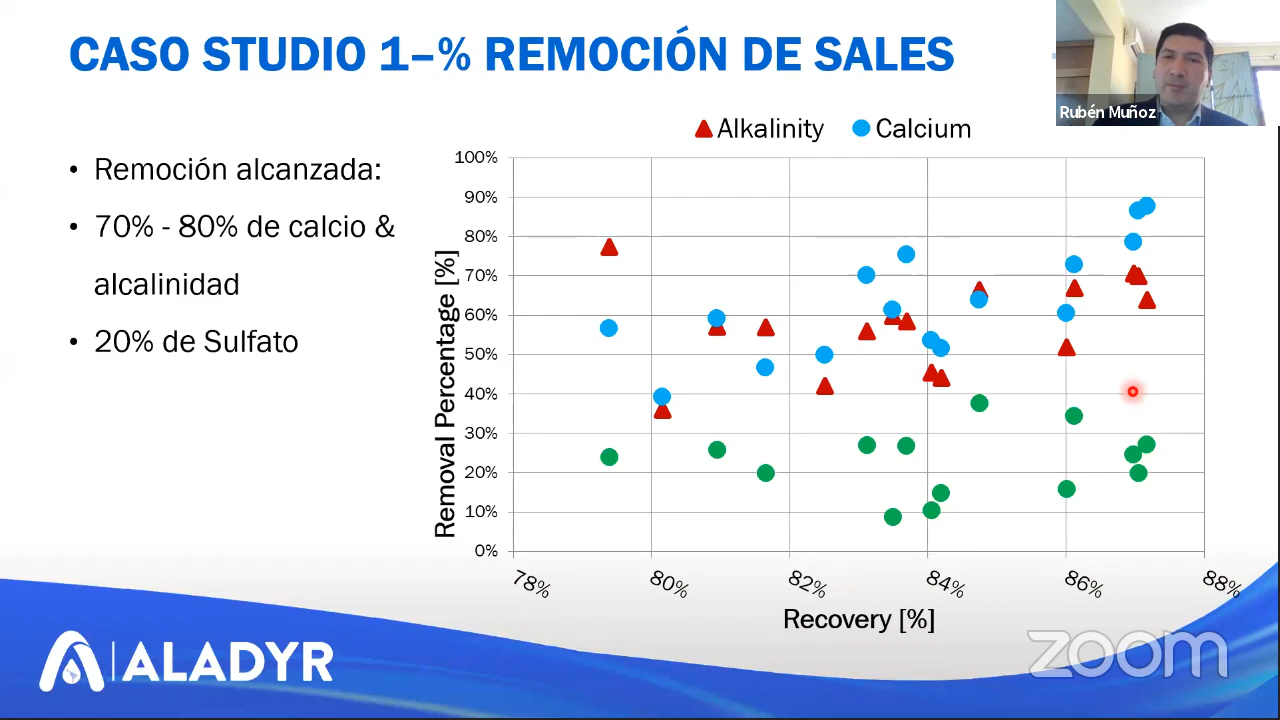 CASO STUDIO 1–% REMOCIÓN DE SALES
Rubén Muñoz
• Remoción alcanzada:
• 70% - 80% de calcio &
alcalinidad
• 20% de Sulfato
Alkalinity Calcium
Removal Percentage [%]
100%
90%
80%
70%
60%
50%
40%
30%
20%
10%
0%
78% 80% 82% 84% 86% 88%
Recovery [%]
ALADYR
zoom